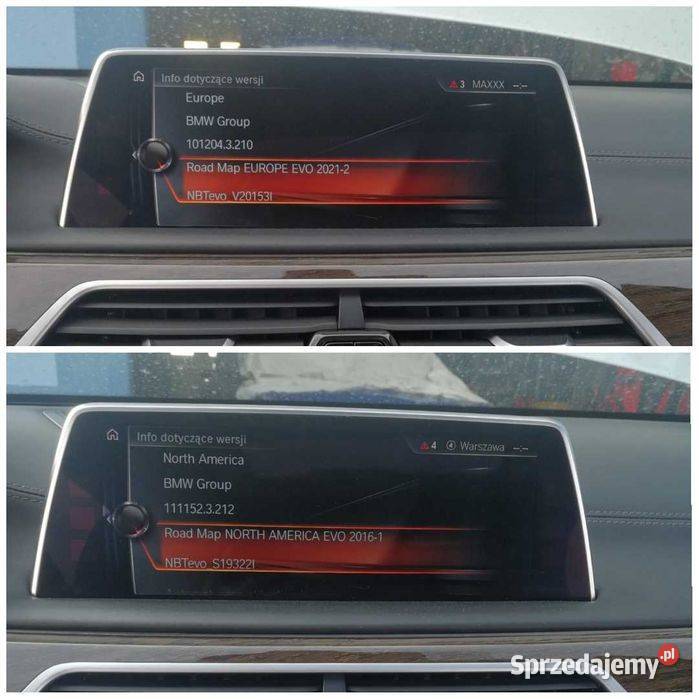 Info dotyczące wersji
3 MAXXX --:--
Europe
BMW Group
101204.3.210
Road Map EUROPE EVO 2021-2
NBTevo_V20153I
Info dotyczące wersji
4 Warszawa --:--
North America
BMW Group
111152.3.212
Road Map NORTH AMERICA EVO 2016-1
NBTevo_S19322I
Sprzedajemy.pl